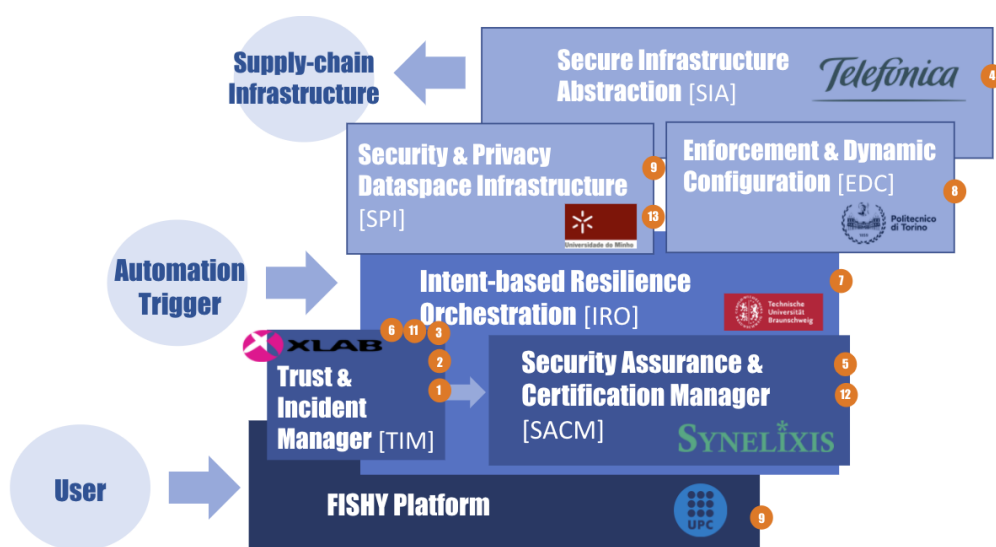 Supply-chain
Infrastructure
Secure Infrastructure
Abstraction [SIA]
Telefónica
4
Security & Privacy
Dataspace Infrastructure
[SPI]
9
13
Universidade do Minho
Enforcement & Dynamic
Configuration [EDC]
8
Politecnico
di Torino
Automation
Trigger
Intent-based Resilience
Orchestration [IRO]
7
Technische
Universität
Braunschweig
XLAB
6
11
3
2
1
Trust &
Incident
Manager [TIM]
Security Assurance &
Certification Manager
[SACM]
5
12
SYNELIXIS
User
FISHY Platform
UPC
9